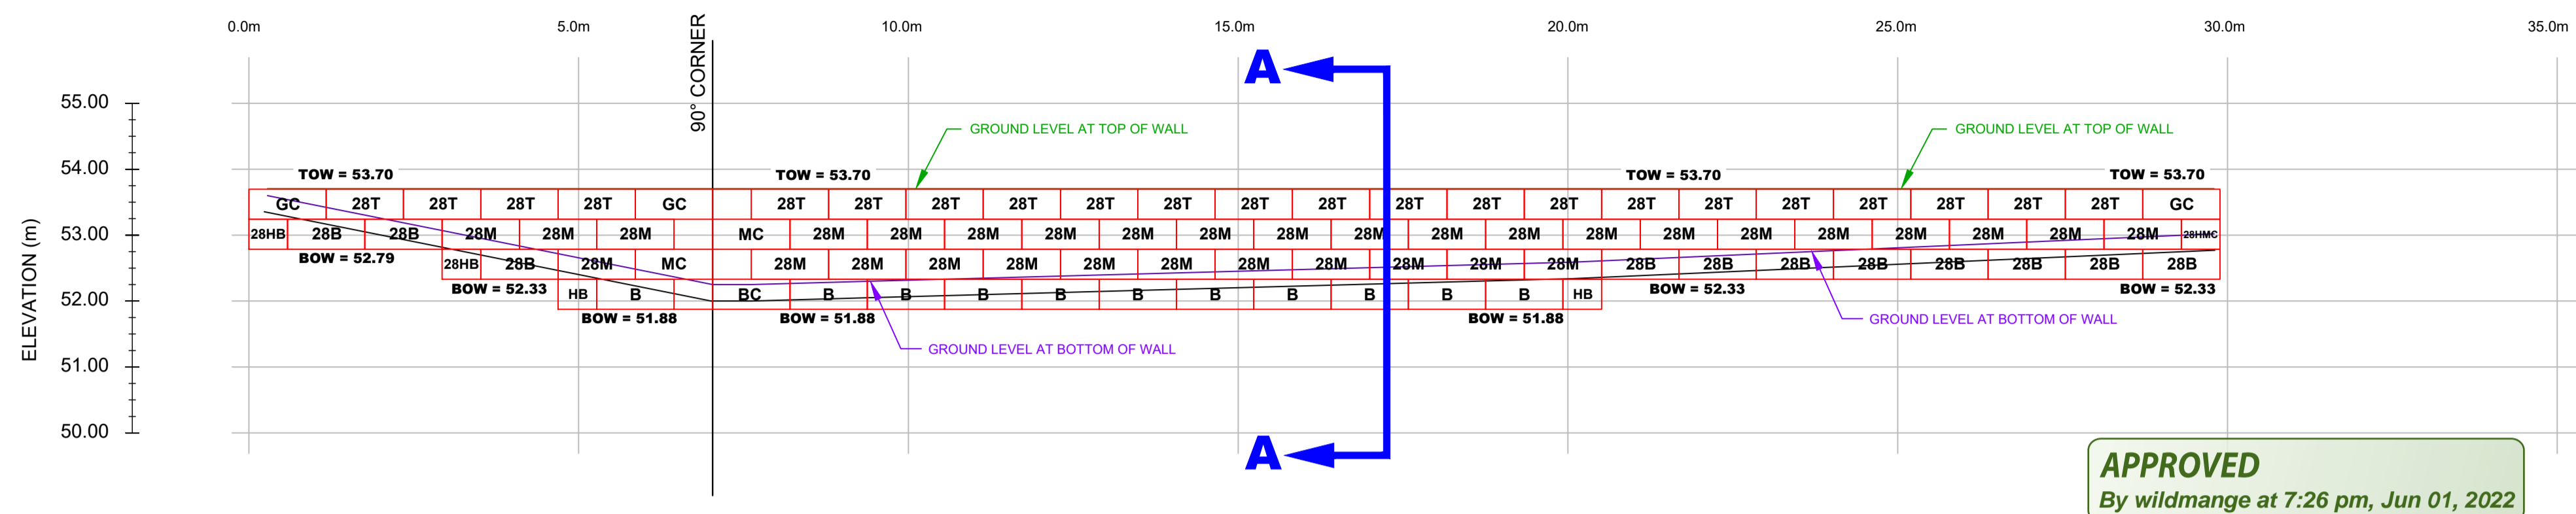 0.0m 5.0m 10.0m 15.0m 20.0m 25.0m 30.0m 35.0m
90° CORNER
A
55.00
GROUND LEVEL AT TOP OF WALL GROUND LEVEL AT TOP OF WALL
54.00
TOW = 53.70 TOW = 53.70 TOW = 53.70 TOW = 53.70
GC 28T 28T 28T 28T GC 28T 28T 28T 28T 28T 28T 28T 28T 28T 28T 28T 28T 28T 28T 28T 28T 28T 28T GC
53.00
28HB 28B 28B 28M 28M 28M MC 28M 28M 28M 28M 28M 28M 28M 28M 28M 28M 28M 28M 28M 28M 28M 28M 28M 28M 28HMC
BOW = 52.79
28HB 28B 28M MC 28M 28M 28M 28M 28M 28M 28M 28M 28M 28M 28M 28B 28B 28B 28B 28B 28B 28B 28B
BOW = 52.33 BOW = 52.33 BOW = 52.33
52.00
HB B BC B B B B B B B B B B HB
BOW = 51.88 BOW = 51.88 BOW = 51.88
GROUND LEVEL AT BOTTOM OF WALL
GROUND LEVEL AT BOTTOM OF WALL
51.00
50.00
ELEVATION (m)
A
APPROVED
By wildmange at 7:26 pm, Jun 01, 2022